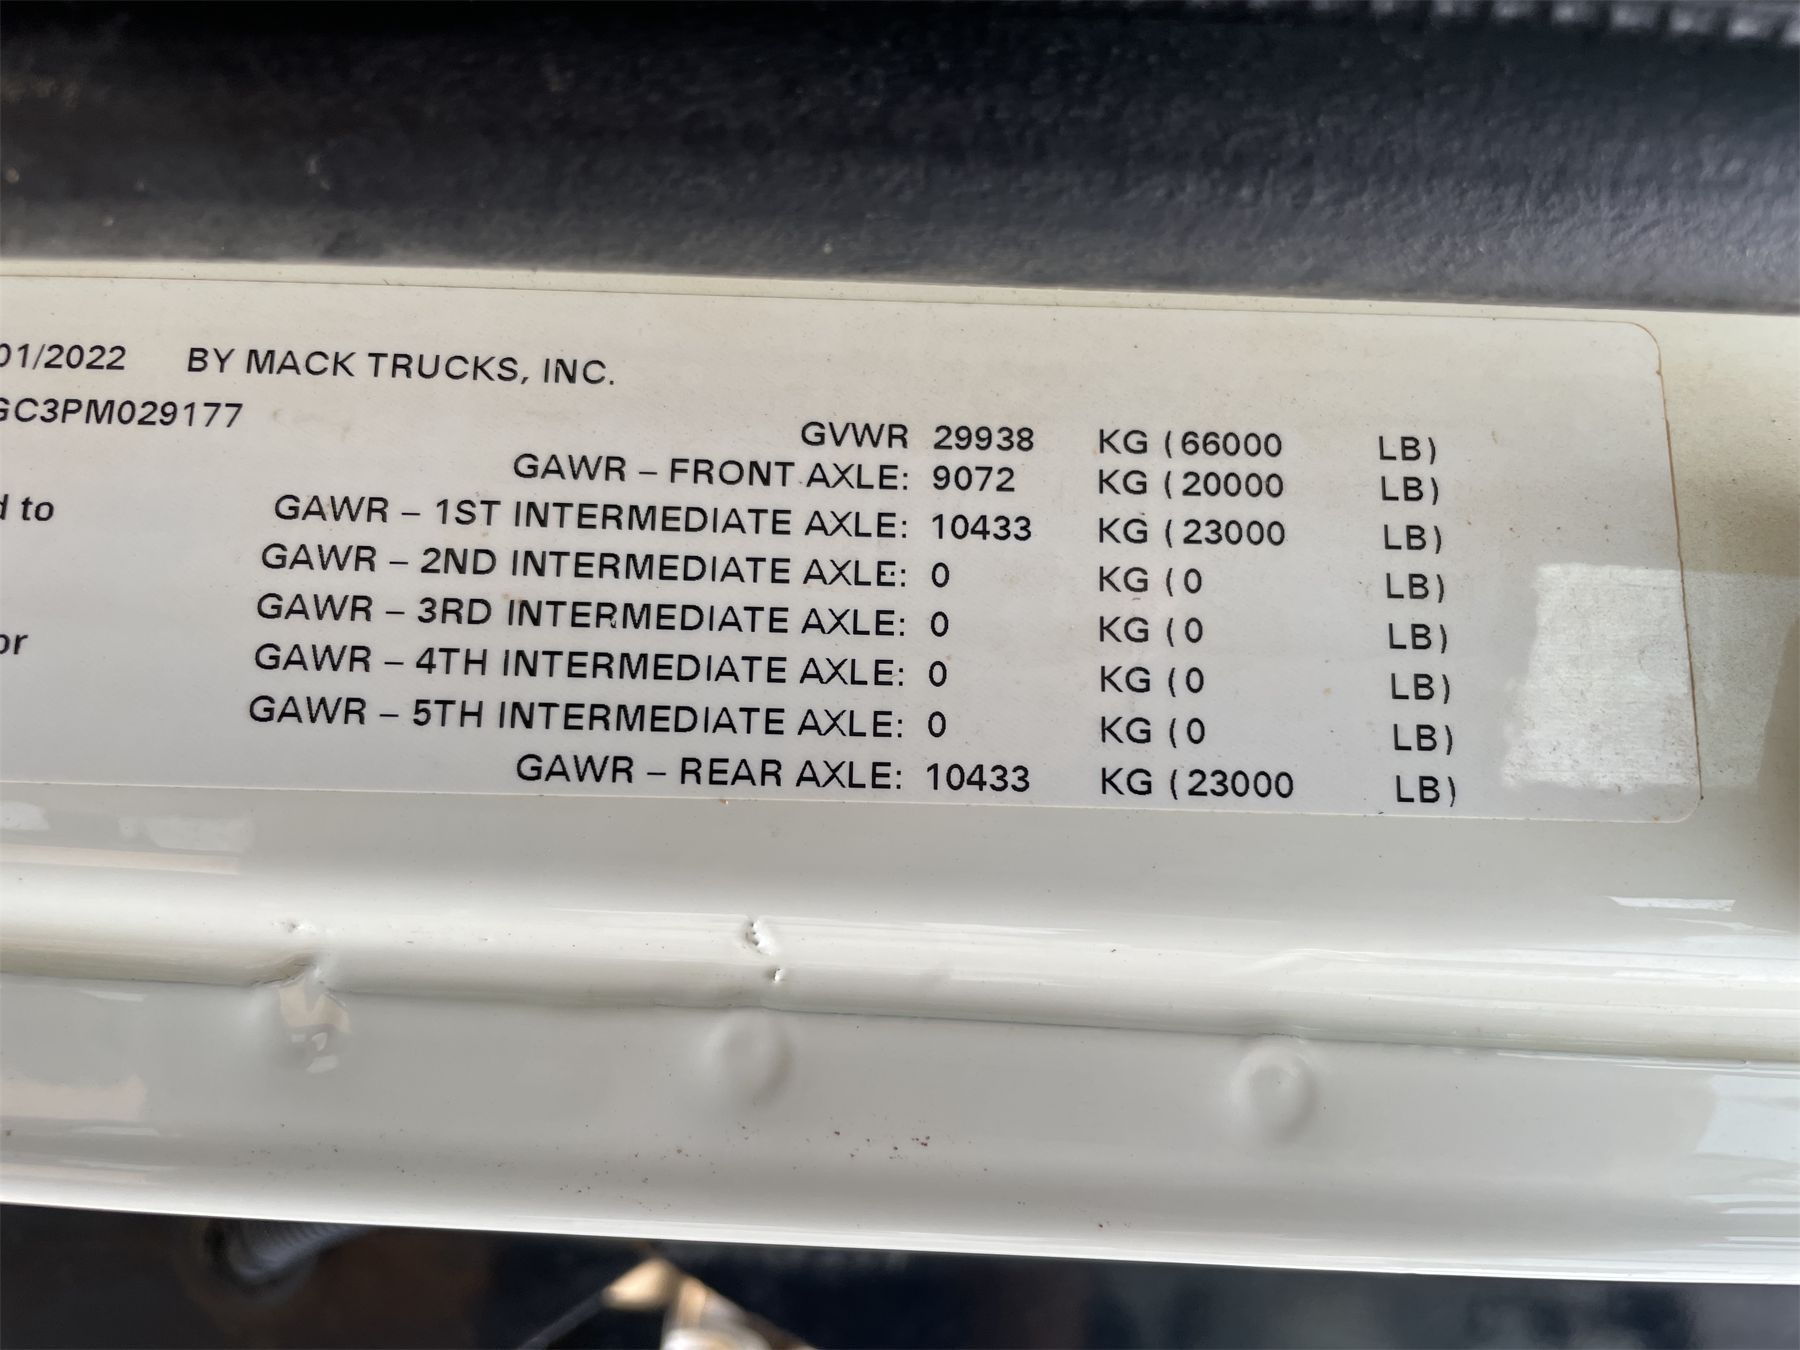 01/2022 BY MACK TRUCKS, INC.
GC3PM029177
GVWR 29938 KG (66000 LB)
GAWR – FRONT AXLE: 9072 KG (20000 LB)
d to
GAWR – 1ST INTERMEDIATE AXLE: 10433 KG (23000 LB)
GAWR – 2ND INTERMEDIATE AXLE: 0 KG (0 LB)
GAWR – 3RD INTERMEDIATE AXLE: 0 KG (0 LB)
or
GAWR – 4TH INTERMEDIATE AXLE: 0 KG (0 LB)
GAWR – 5TH INTERMEDIATE AXLE: 0 KG (0 LB)
GAWR – REAR AXLE: 10433 KG (23000 LB)